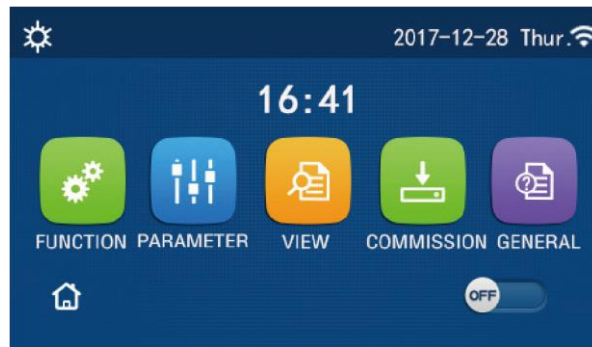 2017-12-28 Thur.
16:41
FUNCTION PARAMETER VIEW COMMISSION GENERAL
OFF